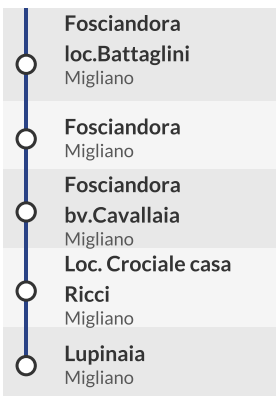 Fosciandora
loc.Battaglini
Migliano
Fosciandora
Migliano
Fosciandora
bv.Cavallaia
Migliano
Loc. Crociale casa
Ricci
Migliano
Lupinaia
Migliano